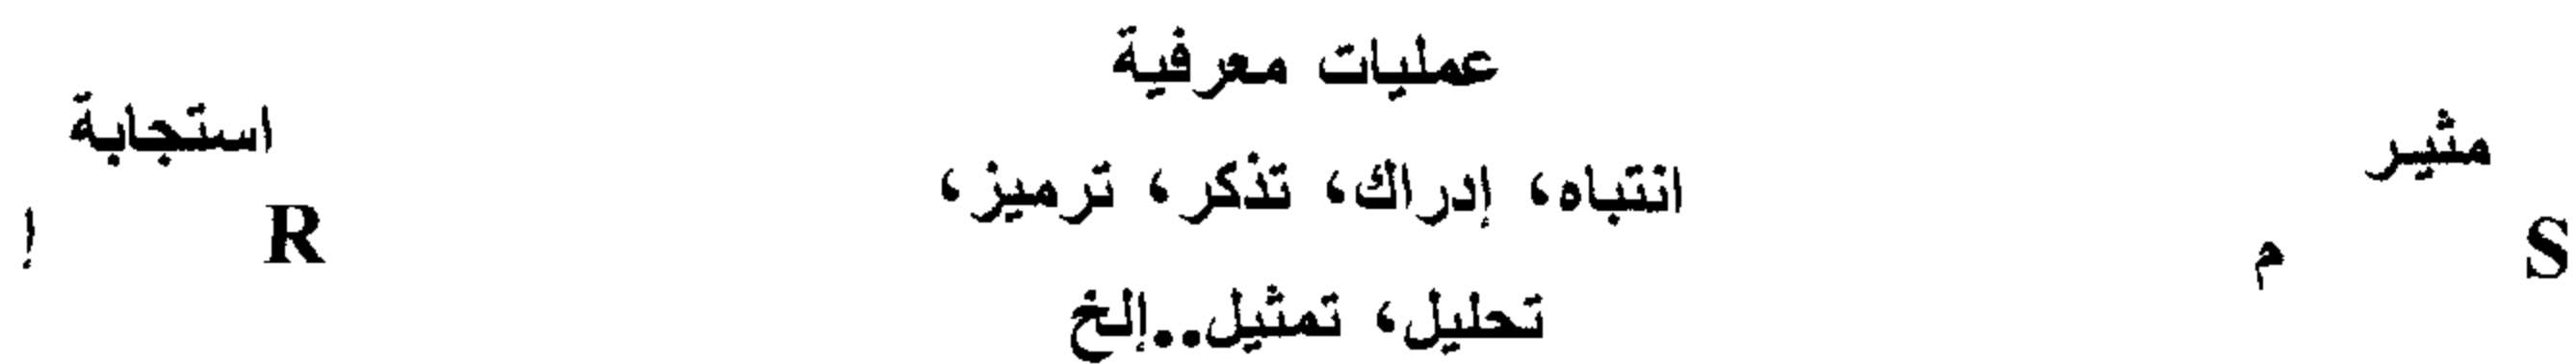 مثير
S م
عمليات معرفية
انتباه، إدراك، تذكر، ترميز،
تحليل، تمثيل..إلخ
استجابة
R إ